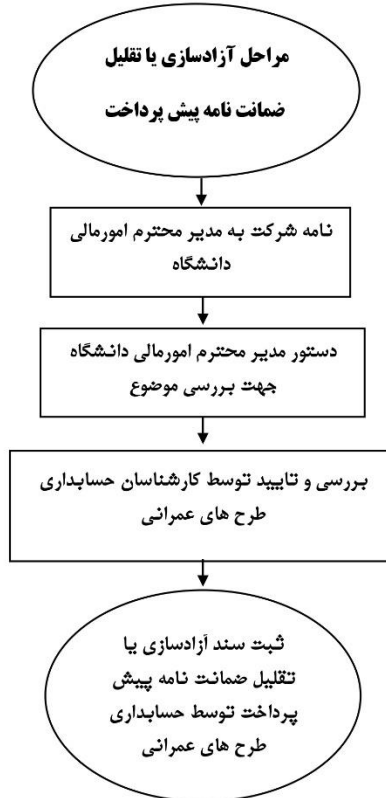 مراحل آزادسازی یا تقلیل
ضمانت نامه پیش پرداخت
نامه شرکت به مدیر محترم امورمالی
دانشگاه
دستور مدیر محترم امورمالی دانشگاه
جهت بررسی موضوع
بررسی و تایید توسط کارشناسان حسابداری
طرح های عمرانی
ثبت سند آزادسازی یا
تقلیل ضمانت نامه پیش
پرداخت توسط حسابداری
طرح های عمرانی